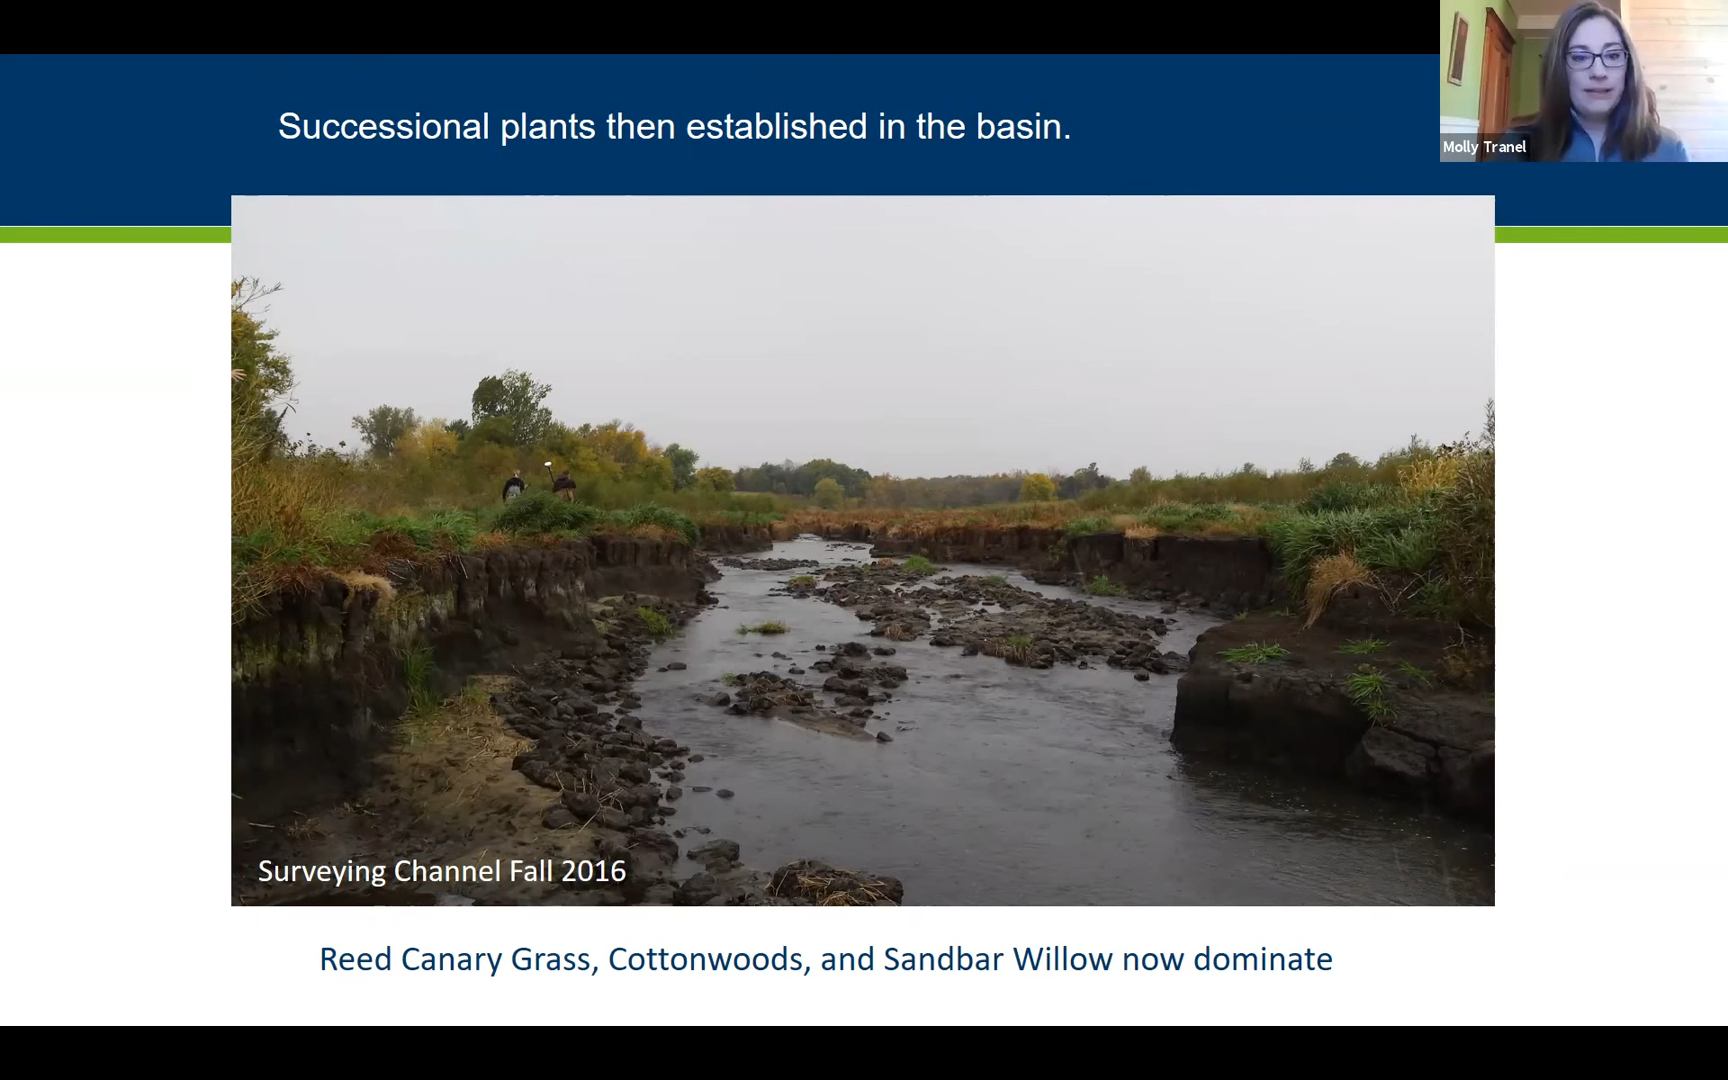 Successional plants then established in the basin.
Molly Tranel
Surveying Channel Fall 2016
Reed Canary Grass, Cottonwoods, and Sandbar Willow now dominate